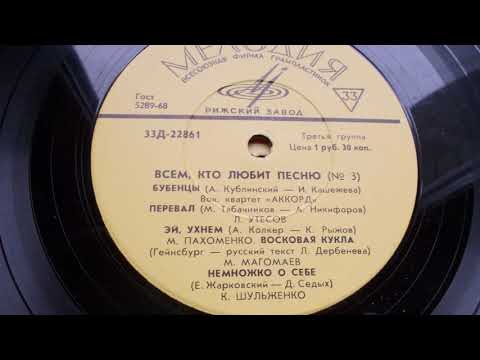 МЕЛОДИЯ
ВСЕСОЮЗНАЯ ФИРМА ГРАМПЛАСТИНОК
Гост
5289-68
33
РИЖСКИЙ ЗАВОД
33Д-22861
Третья группа
Цена 1 руб. 30 коп.
ВСЕМ, КТО ЛЮБИТ ПЕСНЮ (№ 3)
БУБЕНЦЫ (А. Кублинский — И. Кашежева)
Вок. квартет «АККОРД»
ПЕРЕВАЛ (М. Табачников — А. Никифоров)
Л. УТЕСОВ
ЭЙ, УХНЕМ (А. Колкер — К. Рыжов)
М. ПАХОМЕНКО. ВОСКОВАЯ КУКЛА
(Гейнсбург — русский текст Л. Дербенева)
М. МАГОМАЕВ
НЕМНОЖКО О СЕБЕ
(Е. Жарковский — Д. Седых)
К. ШУЛЬЖЕНКО